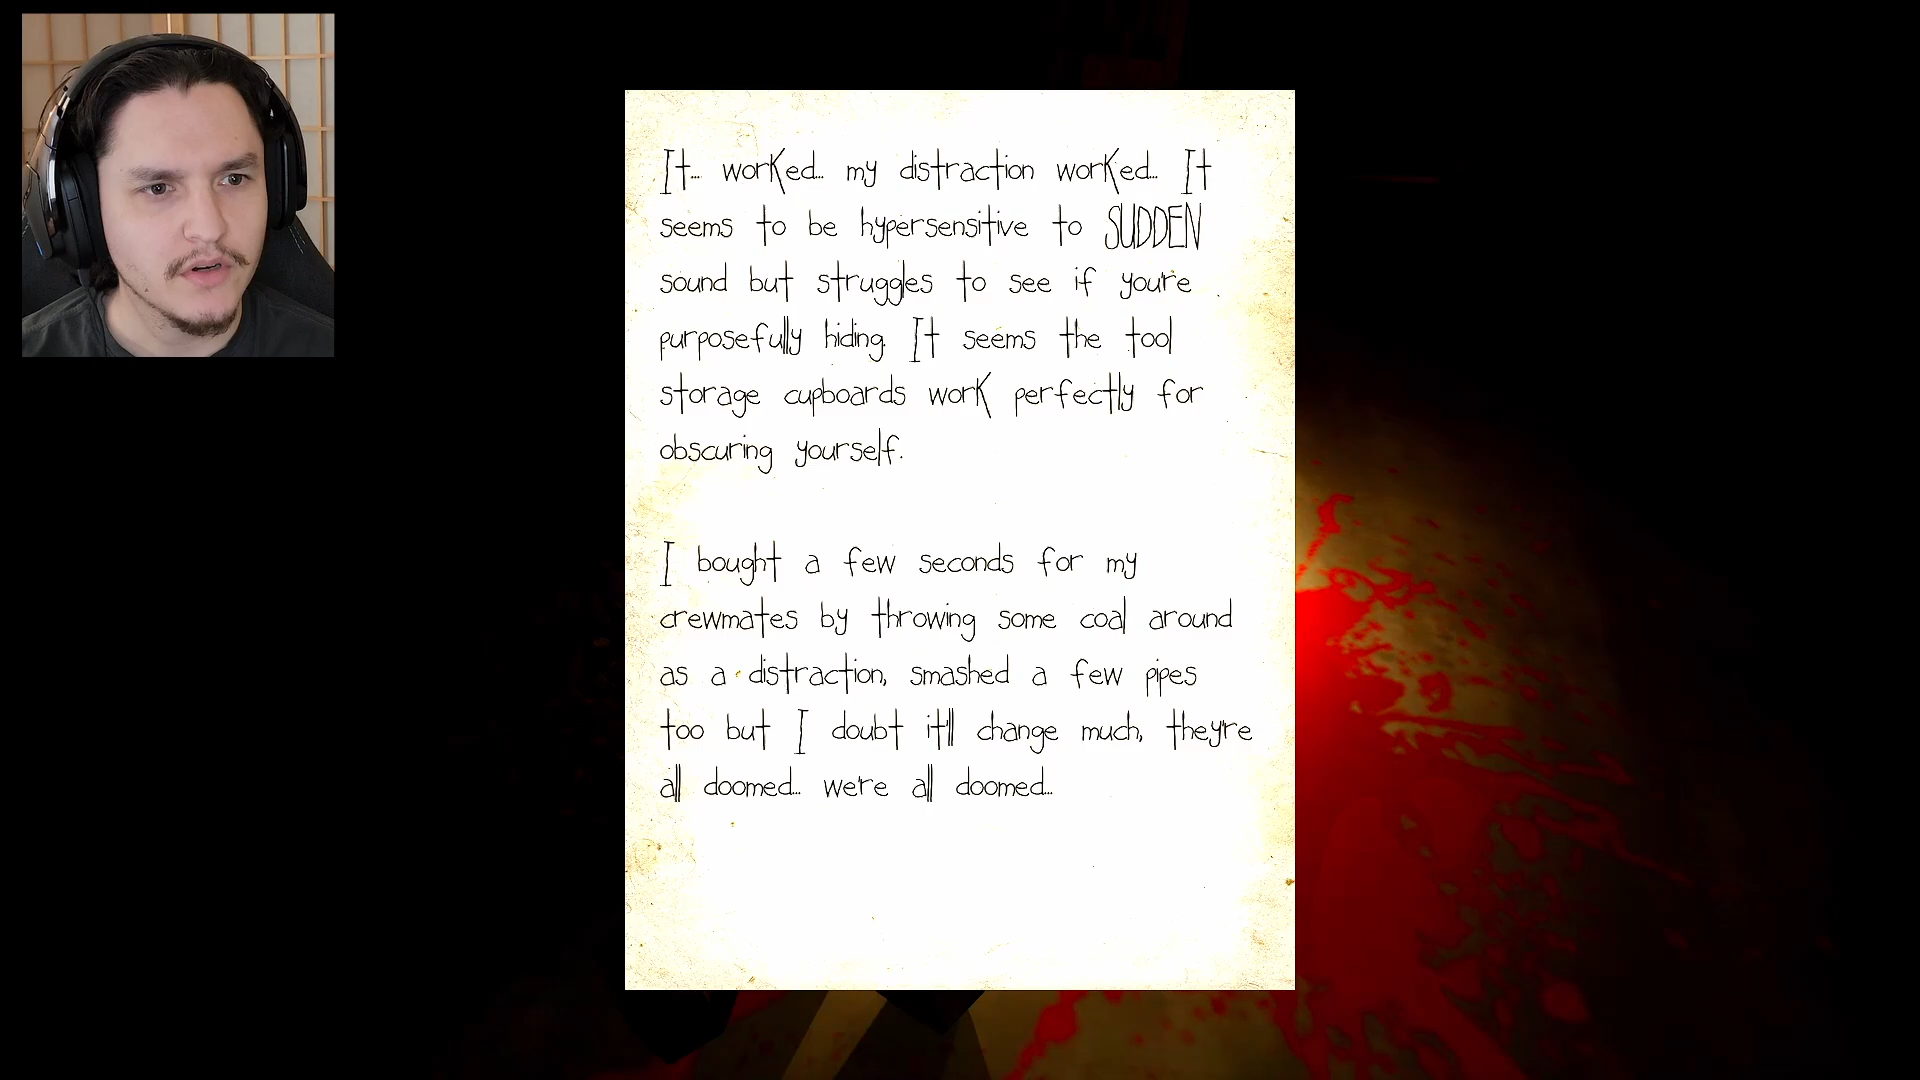 It... worked... my distraction worked... It
seems to be hypersensitive to SUDDEN
sound but struggles to see if you're
purposefully hiding. It seems the tool
storage cupboards work perfectly for
obscuring yourself.
I bought a few seconds for my
crewmates by throwing some coal around
as a distraction, smashed a few pipes
too but I doubt it'll change much, they're
all doomed... we're all doomed...